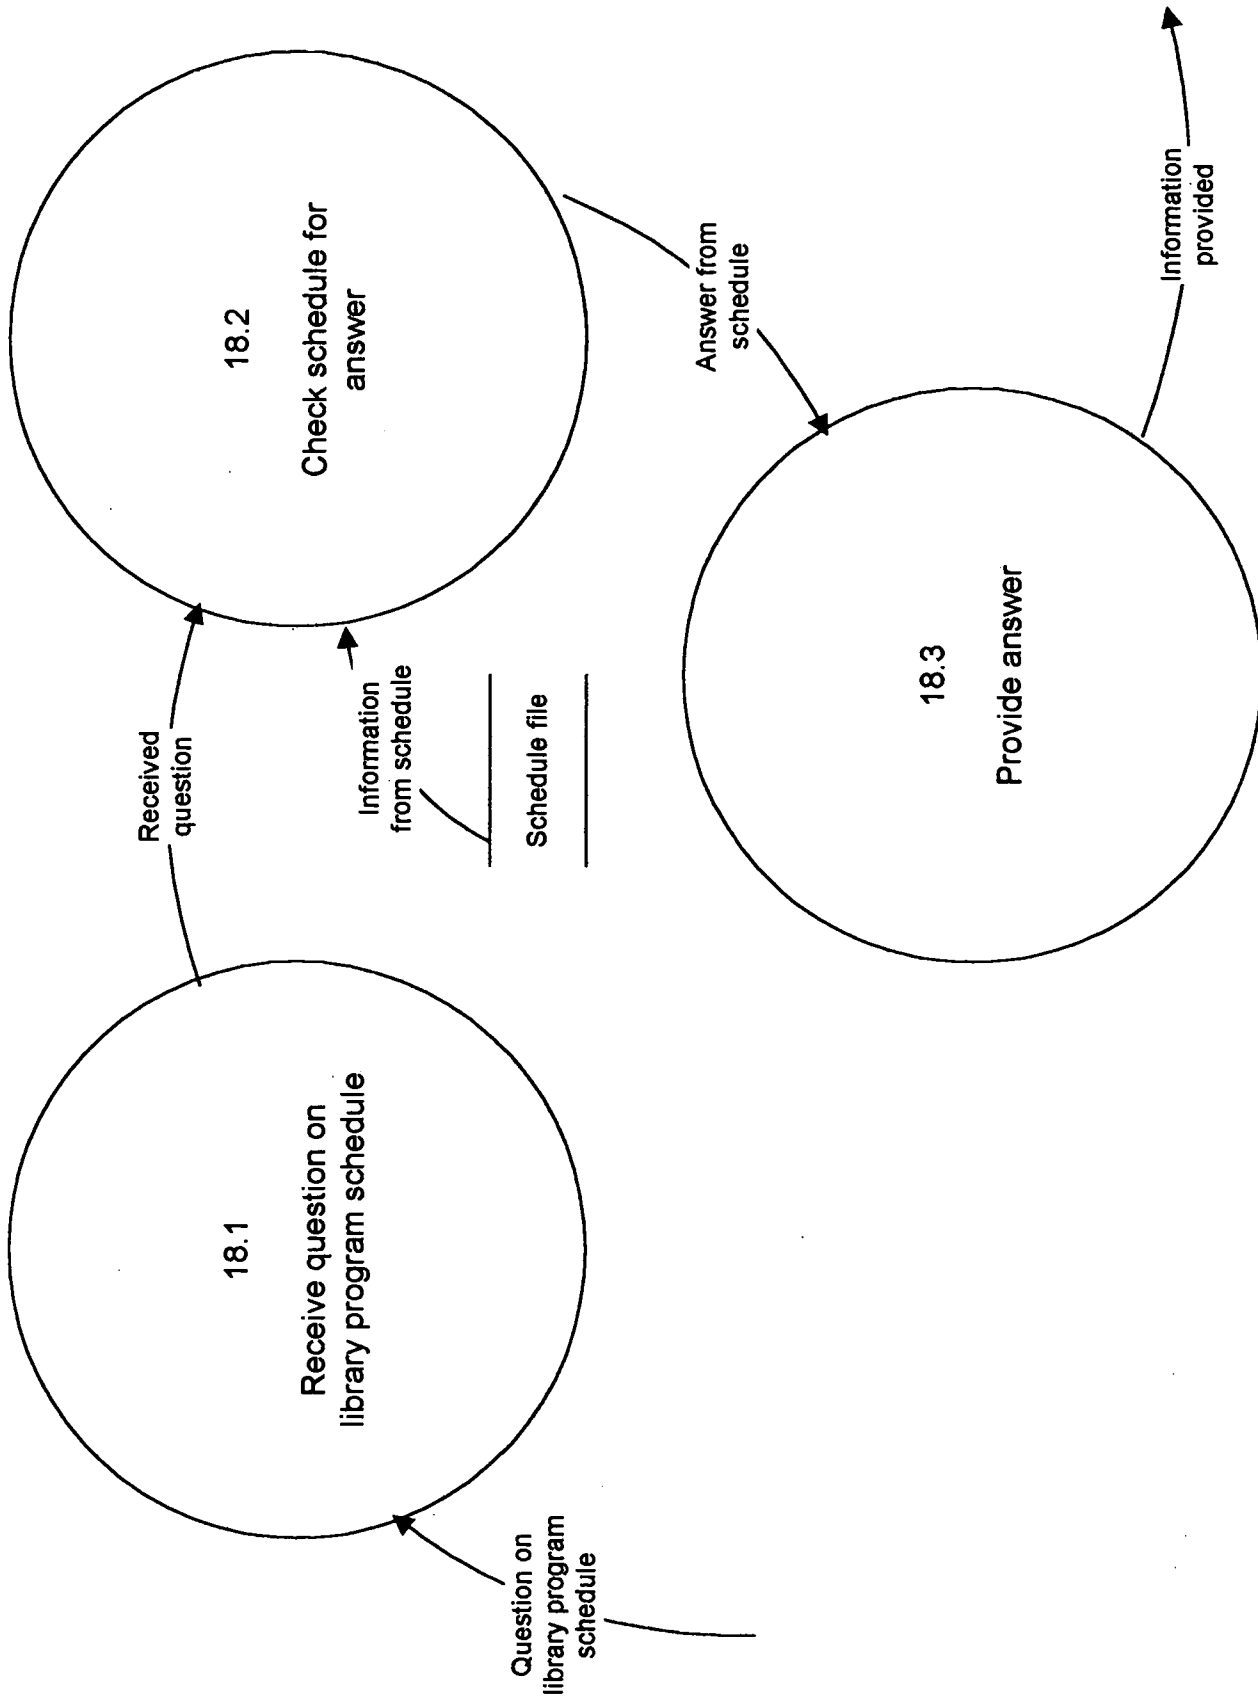 Question on
library program
schedule
18.1
Receive question on
library program schedule
Received
question
Information
from schedule
Schedule file
18.2
Check schedule for
answer
Answer from
schedule
18.3
Provide answer
Information
provided